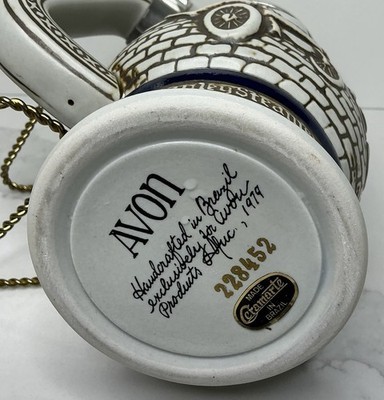 AVON
Handcrafted in Brazil
exclusively for Avon
Products Inc., 1979
228452
MADE
Ceramarte
IN
BRAZIL